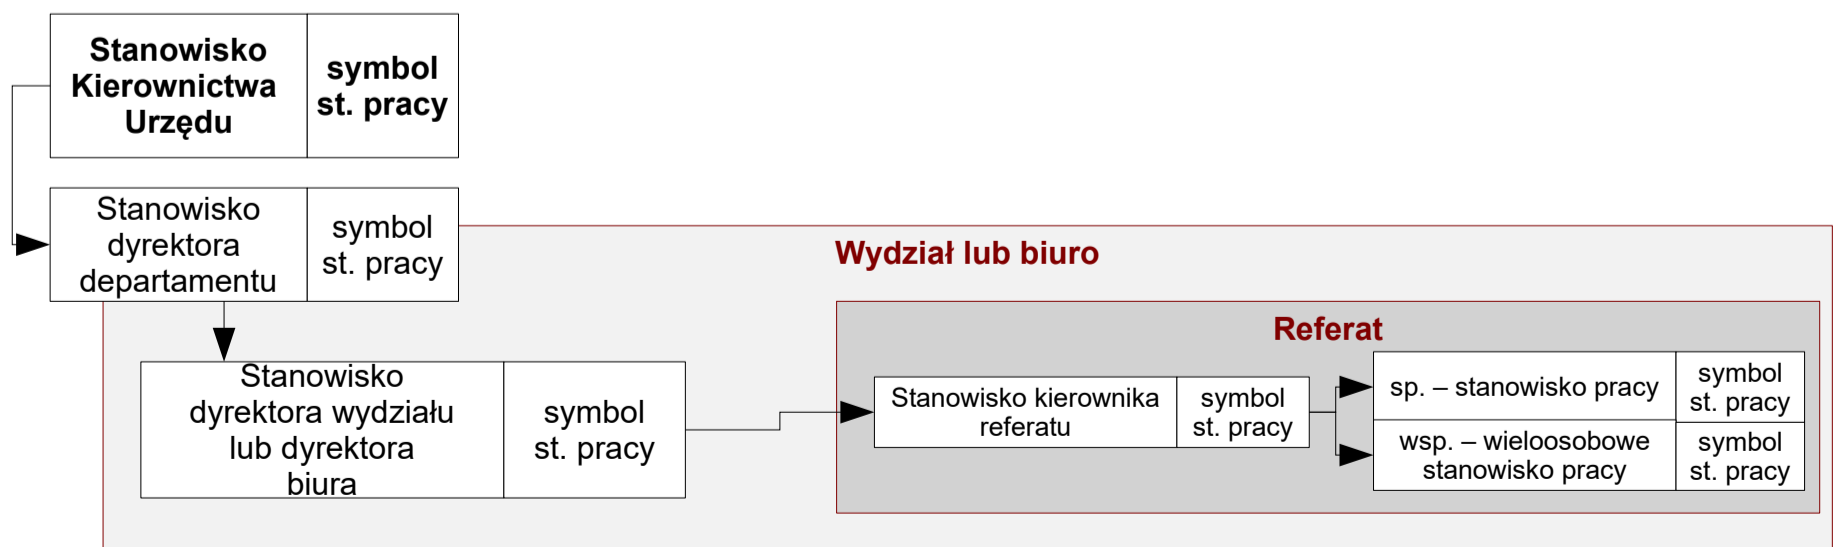 Stanowisko
Kierownictwa
Urzędu
symbol
st. pracy
Stanowisko
dyrektora
departamentu
symbol
st. pracy
Wydział lub biuro
Referat
Stanowisko
dyrektora wydziału
lub dyrektora
biura
symbol
st. pracy
Stanowisko kierownika
referatu
symbol
st. pracy
sp. – stanowisko pracy
symbol
st. pracy
wsp. – wieloosobowe
stanowisko pracy
symbol
st. pracy